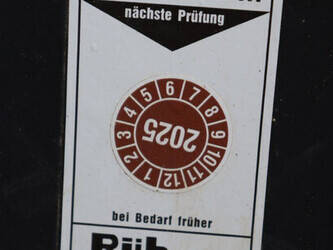 nächste Prüfung
1 2 3 4 5 6 7 8 9 10 11 12
2025
bei Bedarf früher